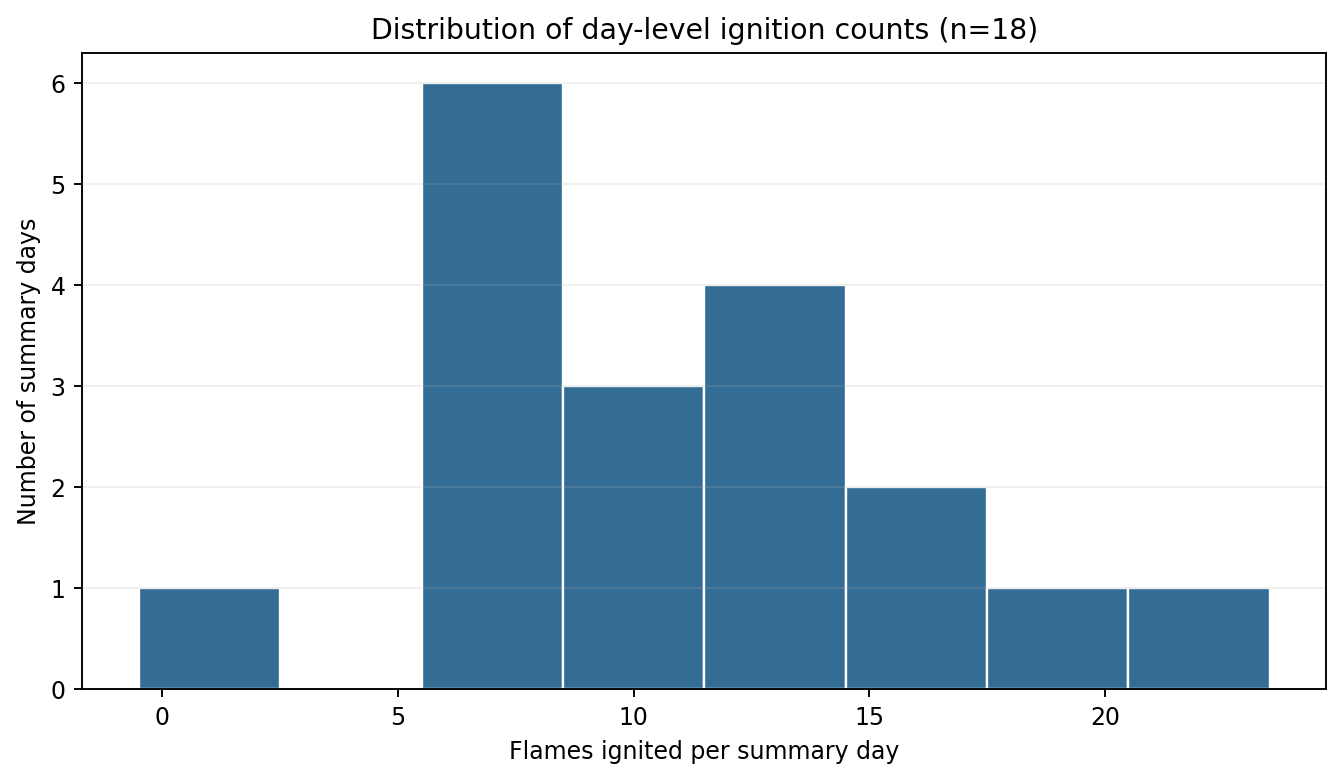 Distribution of day-level ignition counts (n=18)
Number of summary days
6
5
4
3
2
1
0
0 5 10 15 20
Flames ignited per summary day